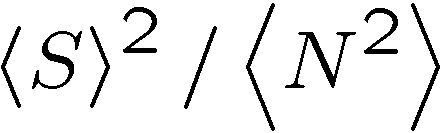 ⟨S⟩² / ⟨N²⟩